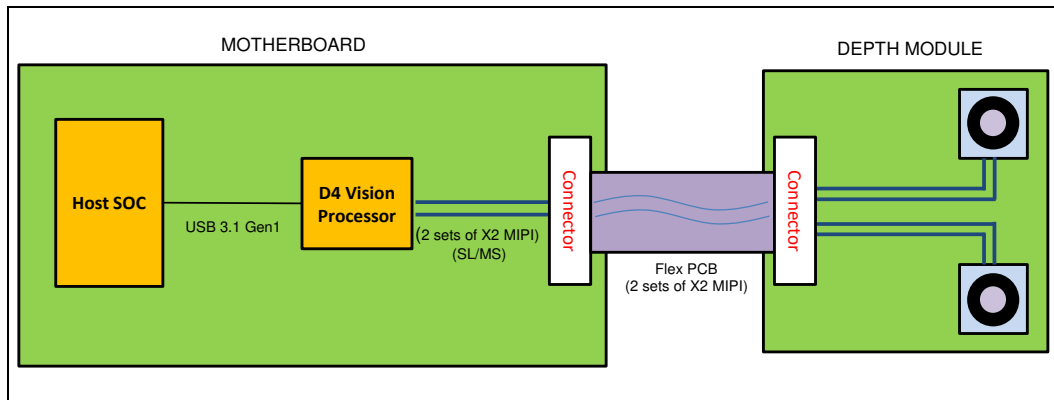 MOTHERBOARD
DEPTH MODULE
Host SOC
USB 3.1 Gen1
D4 Vision
Processor
(2 sets of X2 MIPI)
(SL/MS)
Connector
Flex PCB
(2 sets of X2 MIPI)
Connector